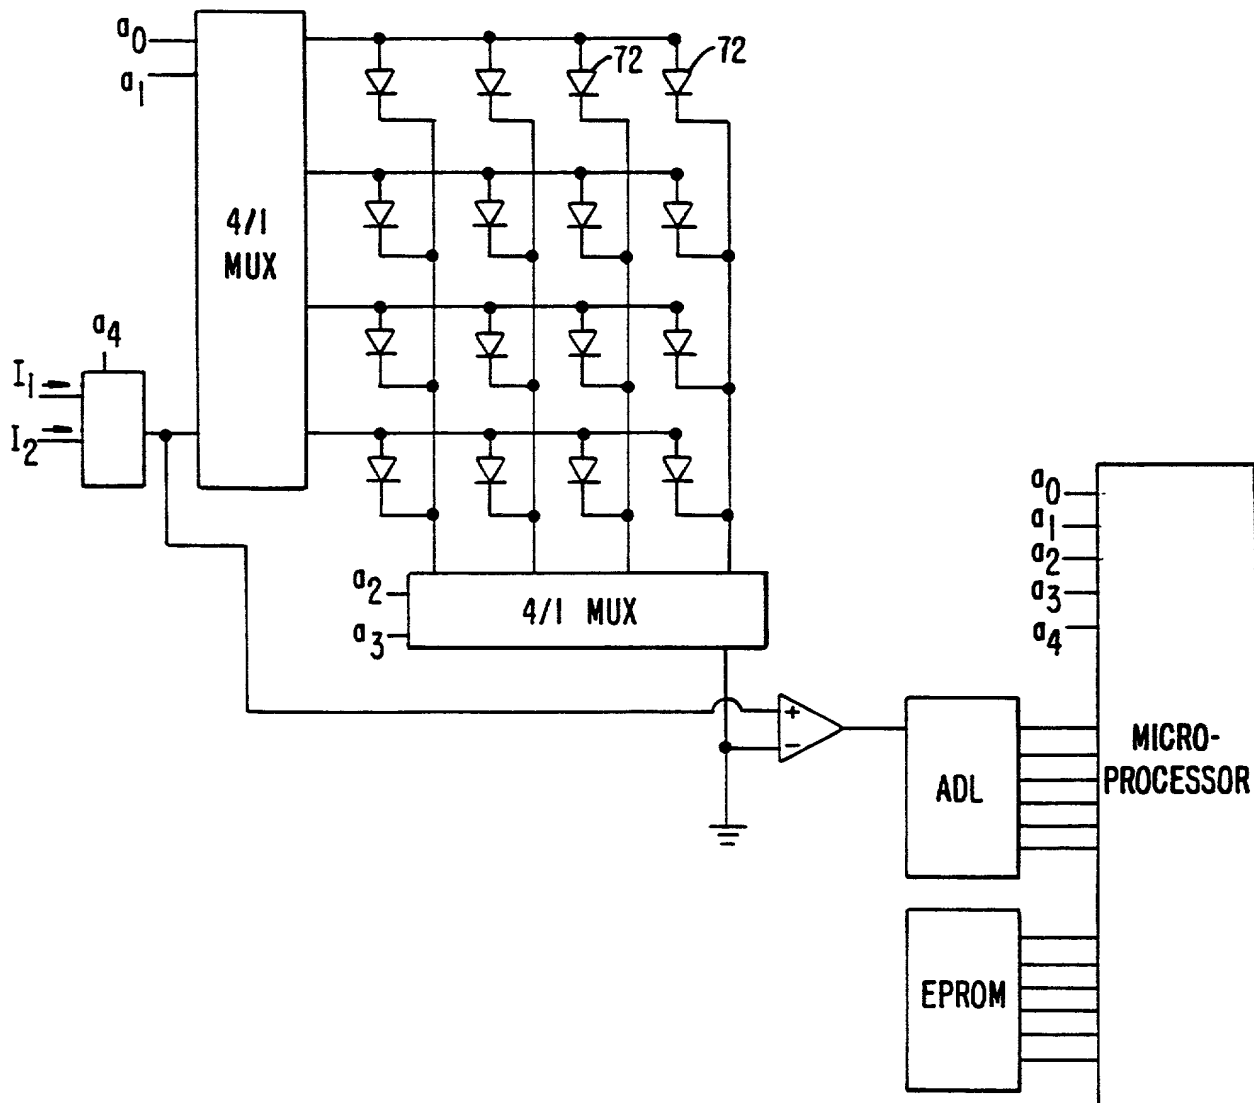 a0
a1
72
72
4/1
MUX
a4
I1
I2
a2
a3
4/1 MUX
a0
a1
a2
a3
a4
+
−
ADL
MICRO-
PROCESSOR
EPROM